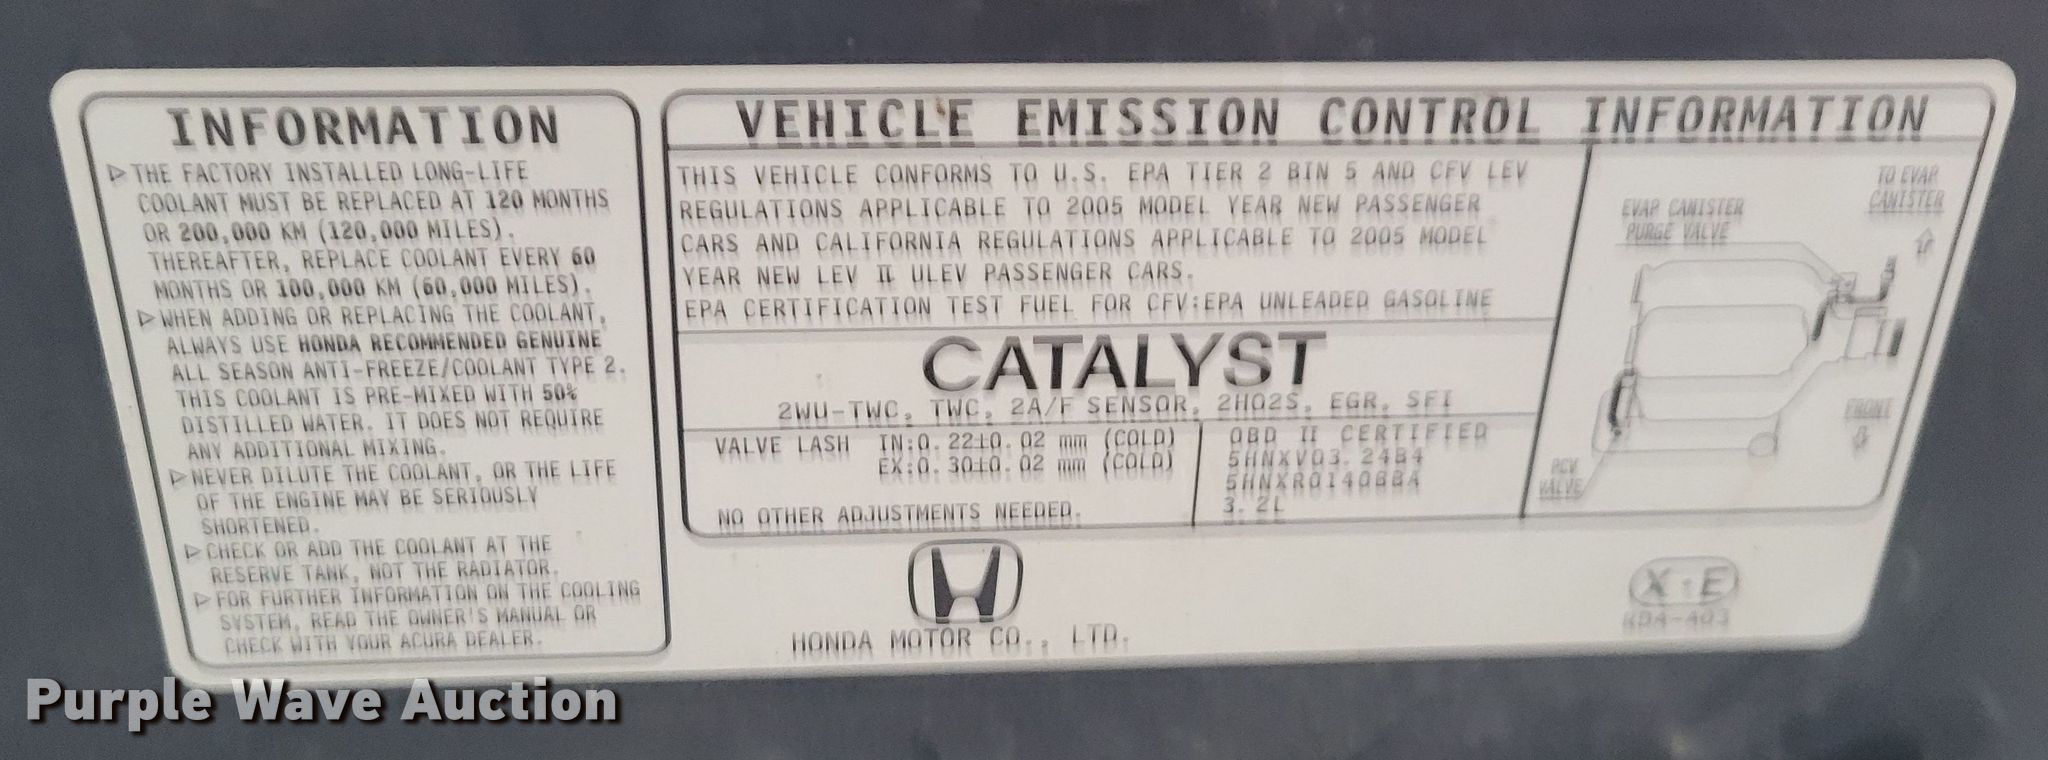 INFORMATION
▷THE FACTORY INSTALLED LONG-LIFE
COOLANT MUST BE REPLACED AT 120 MONTHS
OR 200,000 KM (120,000 MILES).
THEREAFTER, REPLACE COOLANT EVERY 60
MONTHS OR 100,000 KM (60,000 MILES).
▷WHEN ADDING OR REPLACING THE COOLANT,
ALWAYS USE HONDA RECOMMENDED GENUINE
ALL SEASON ANTI-FREEZE/COOLANT TYPE 2.
THIS COOLANT IS PRE-MIXED WITH 50%
DISTILLED WATER. IT DOES NOT REQUIRE
ANY ADDITIONAL MIXING.
▷NEVER DILUTE THE COOLANT, OR THE LIFE
OF THE ENGINE MAY BE SERIOUSLY
SHORTENED.
▷CHECK OR ADD THE COOLANT AT THE
RESERVE TANK, NOT THE RADIATOR.
▷FOR FURTHER INFORMATION ON THE COOLING
SYSTEM, READ THE OWNER'S MANUAL OR
CHECK WITH YOUR ACURA DEALER.
VEHICLE EMISSION CONTROL INFORMATION
THIS VEHICLE CONFORMS TO U.S. EPA TIER 2 BIN 5 AND CFV LEV
REGULATIONS APPLICABLE TO 2005 MODEL YEAR NEW PASSENGER
CARS AND CALIFORNIA REGULATIONS APPLICABLE TO 2005 MODEL
YEAR NEW LEV II ULEV PASSENGER CARS.
EPA CERTIFICATION TEST FUEL FOR CFV:EPA UNLEADED GASOLINE
CATALYST
2WU-TWC, TWC, 2A/F SENSOR, 2HO2S, EGR, SFI
VALVE LASH IN:0.22±0.02 mm (COLD)
EX:0.30±0.02 mm (COLD)
NO OTHER ADJUSTMENTS NEEDED.
OBD II CERTIFIED
5HNXV03.24B4
5HNXR0140BBA
3.2L
TO EVAP
CANISTER
EVAP CANISTER
PURGE VALVE
FRONT
PCV
VALVE
HONDA MOTOR CO., LTD.
X:E
RDA-A03
Purple Wave Auction